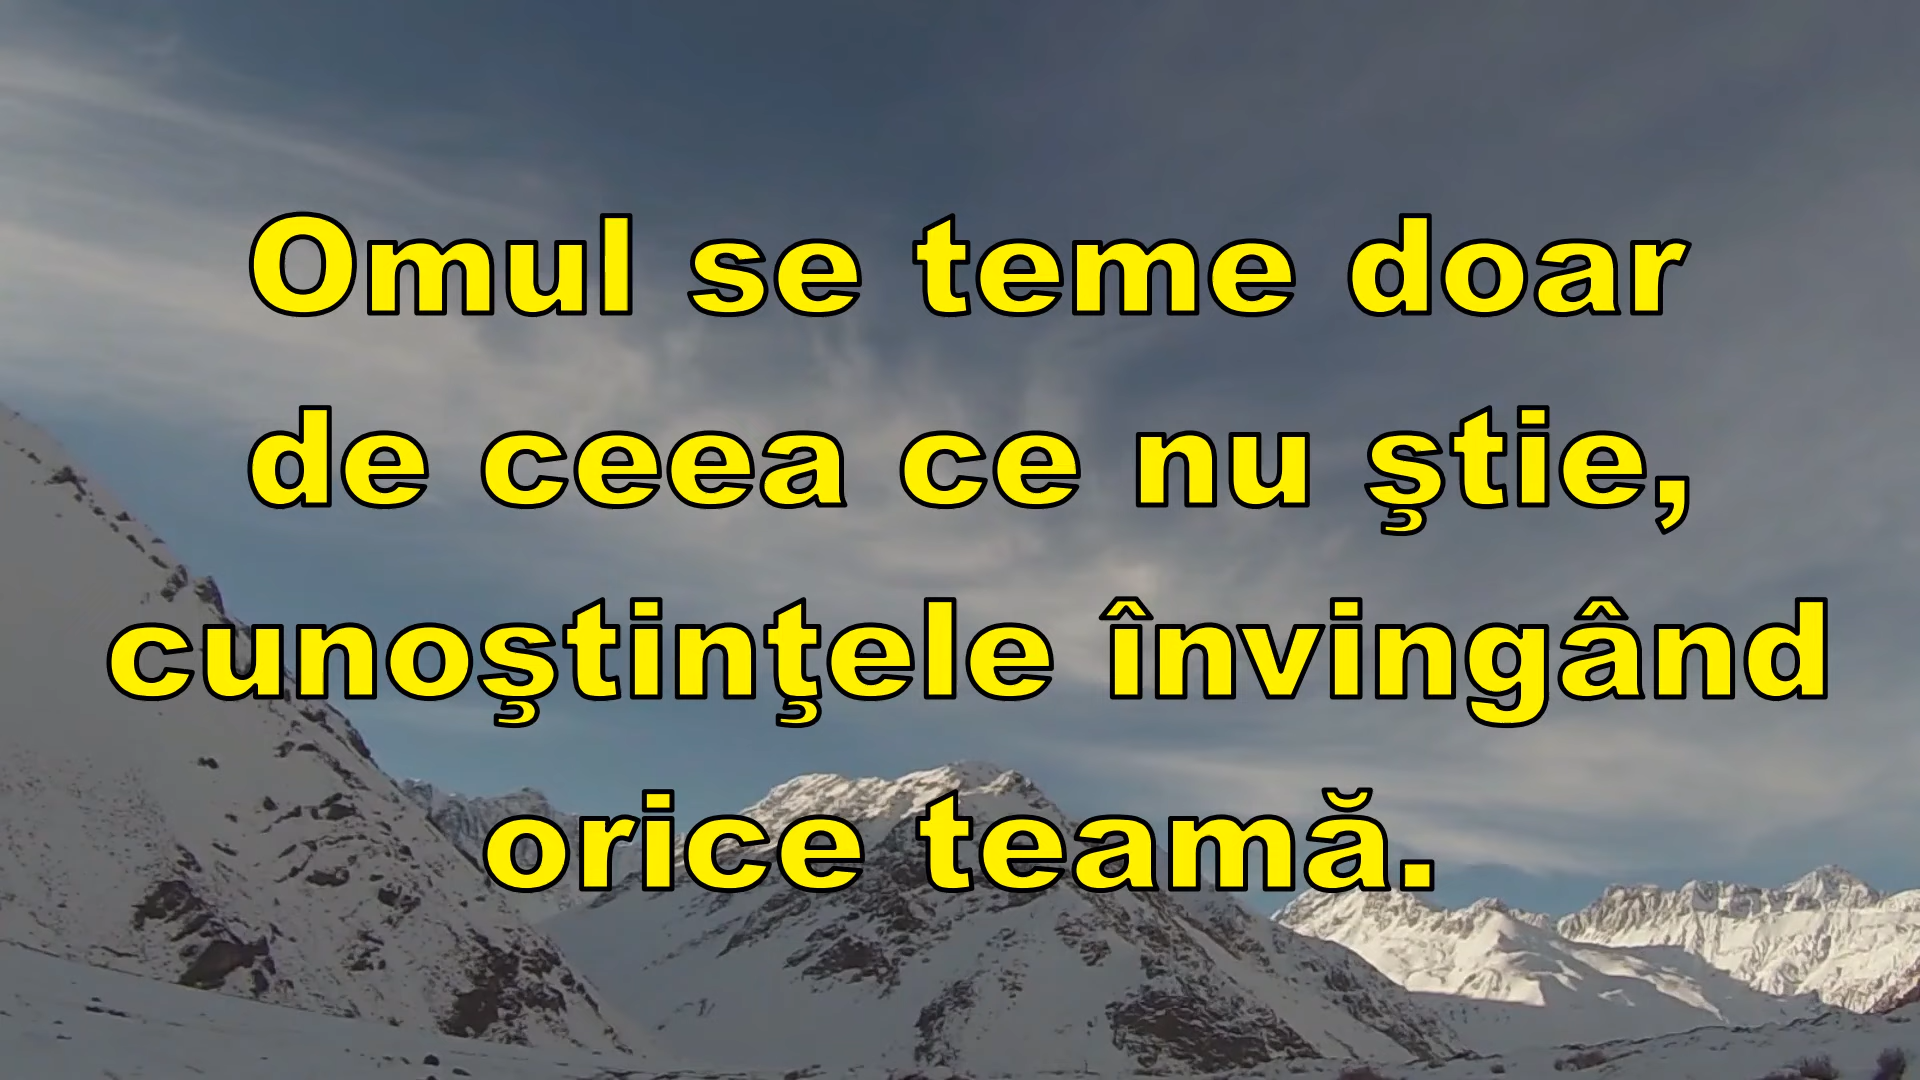 Omul se teme doar
de ceea ce nu ştie,
cunoştinţele învingând
orice teamă.